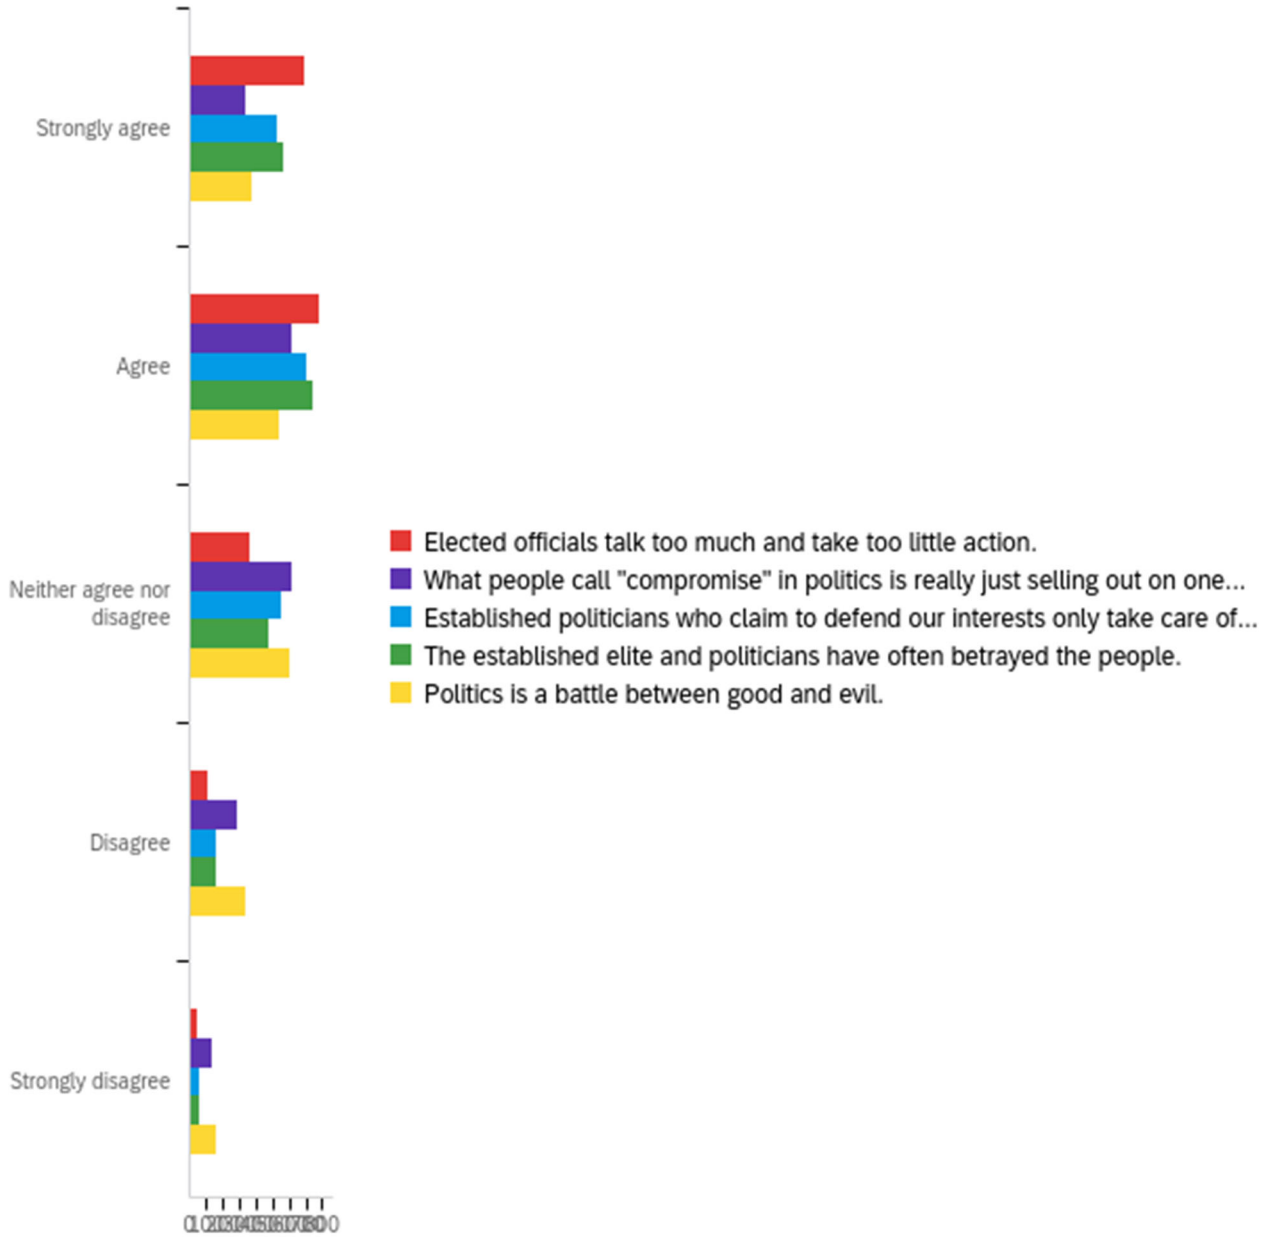 Strongly agree
Agree
Neither agree nor
disagree
Disagree
Strongly disagree
Elected officials talk too much and take too little action.
What people call "compromise" in politics is really just selling out on one...
Established politicians who claim to defend our interests only take care of...
The established elite and politicians have often betrayed the people.
Politics is a battle between good and evil.